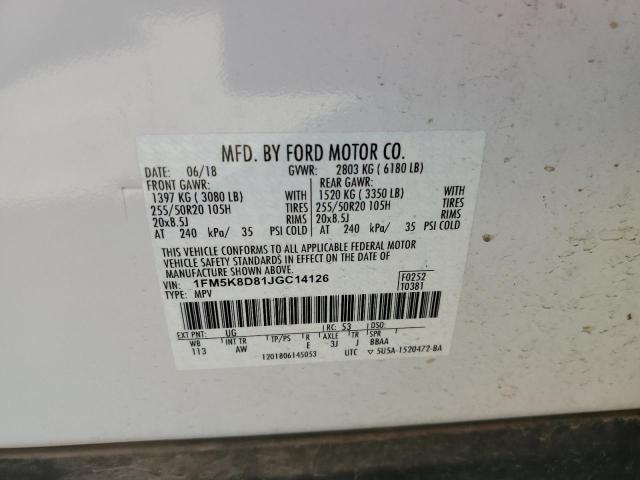 MFD. BY FORD MOTOR CO.
DATE: 06/18 GVWR: 2803 KG ( 6180 LB)
FRONT GAWR: REAR GAWR:
1397 KG ( 3080 LB) WITH 1520 KG ( 3350 LB) WITH
255/50R20 105H TIRES 255/50R20 105H TIRES
20x8.5J RIMS 20x8.5J RIMS
AT 240 kPa/ 35 PSI COLD AT 240 kPa/ 35 PSI COLD
THIS VEHICLE CONFORMS TO ALL APPLICABLE FEDERAL MOTOR
VEHICLE SAFETY STANDARDS IN EFFECT ON THE DATE OF
MANUFACTURE SHOWN ABOVE.
VIN: 1FM5K8D81JGC14126 F0252
TYPE: MPV T0381
EXT PNT: UG RC: 53 DSO:
WB INT TR TP/PS R AXLE TR SPR
113 AW E 3J J BBAA
1201806145053 UTC ▽ 5U5A-1520472-BA